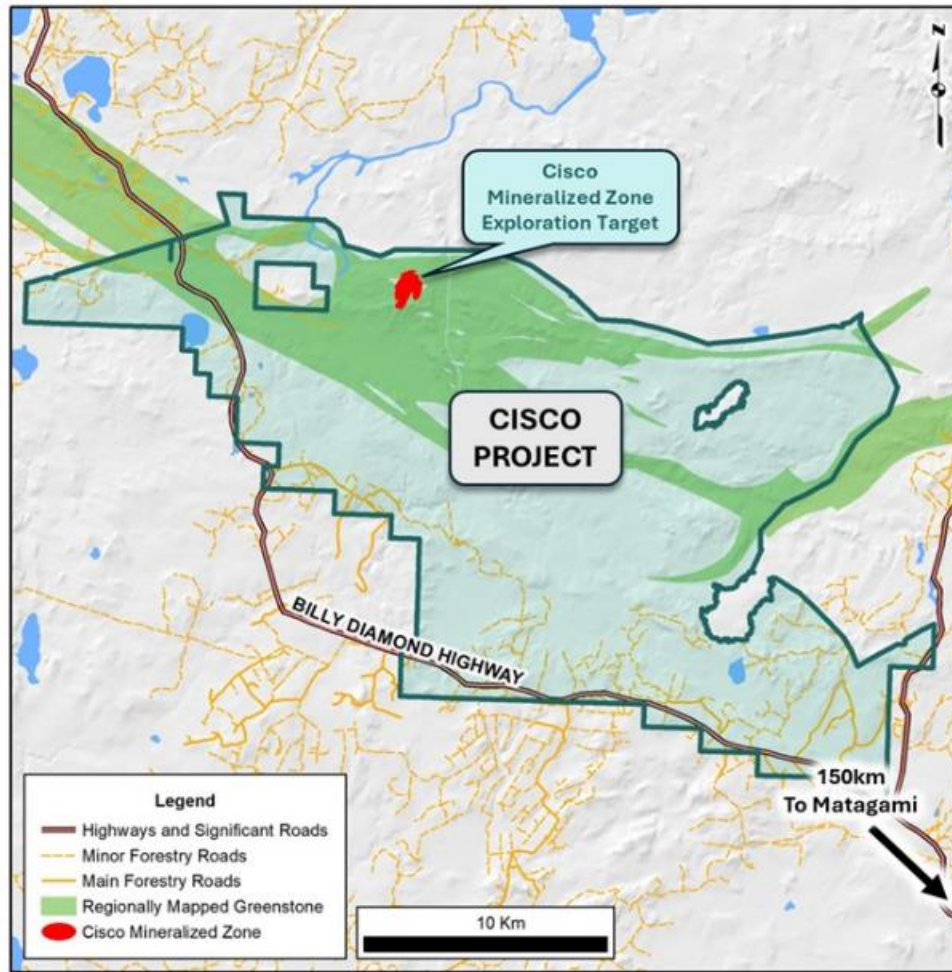 N
Cisco
Mineralized Zone
Exploration Target
CISCO
PROJECT
BILLY DIAMOND HIGHWAY
150km
To Matagami
Legend
Highways and Significant Roads
Minor Forestry Roads
Main Forestry Roads
Regionally Mapped Greenstone
Cisco Mineralized Zone
10 Km